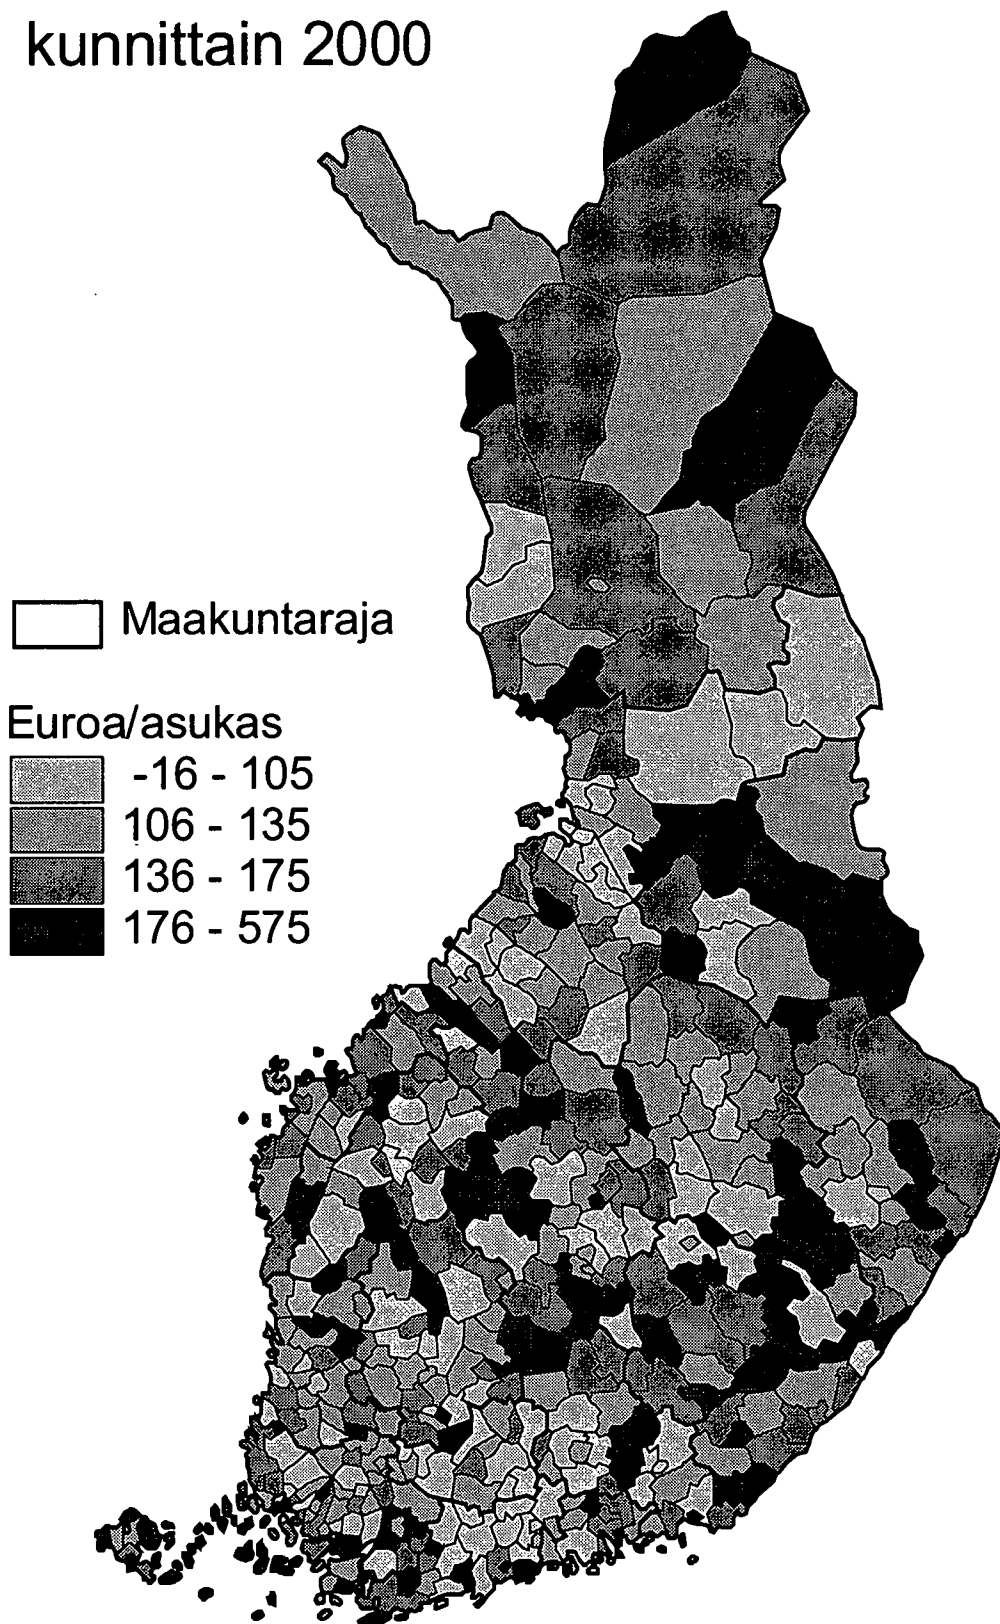 kunnittain 2000
Maakuntaraja
Euroa/asukas
-16 - 105
106 - 135
136 - 175
176 - 575